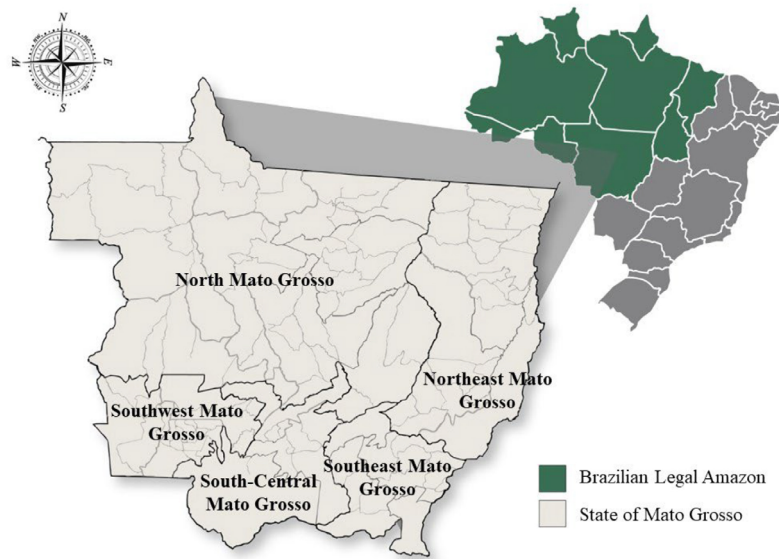 N
W
E
S
North Mato Grosso
Northeast Mato
Grosso
Southwest Mato
Grosso
Southeast Mato
Grosso
South-Central
Mato Grosso
Brazilian Legal Amazon
State of Mato Grosso